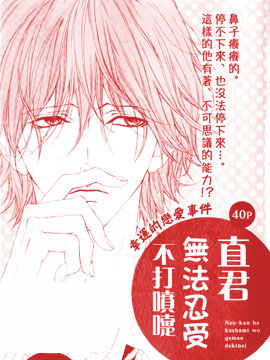 鼻子癢癢的。
停不下來、也沒法停下來…。
這樣的他有著、不可思議的能力!?
幸運的戀愛事件
40P
直君
無法忍受
不打噴嚏
Nao-kun ha
kushami wo
gaman
dekinai